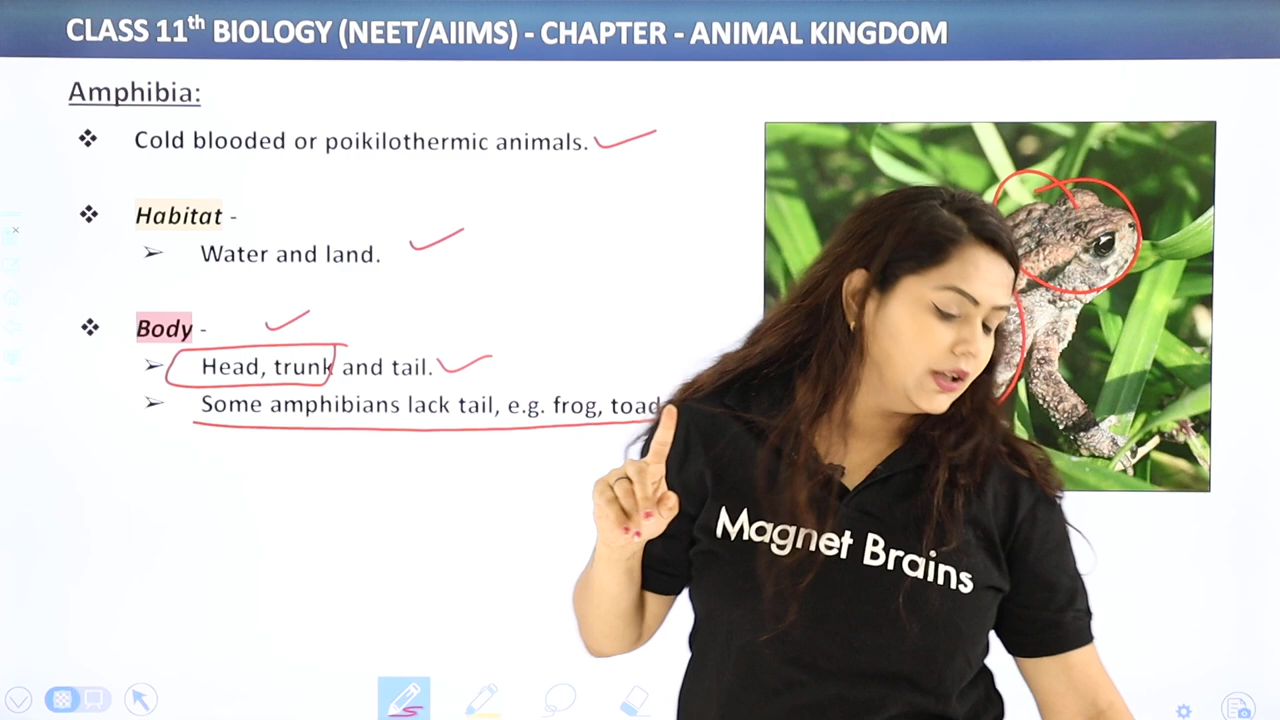 CLASS 11th BIOLOGY (NEET/AIIMS) - CHAPTER - ANIMAL KINGDOM
Amphibia:
❖ Cold blooded or poikilothermic animals.
❖ Habitat -
➢ Water and land.
❖ Body -
➢ Head, trunk and tail.
➢ Some amphibians lack tail, e.g. frog, toad
Magnet Brains